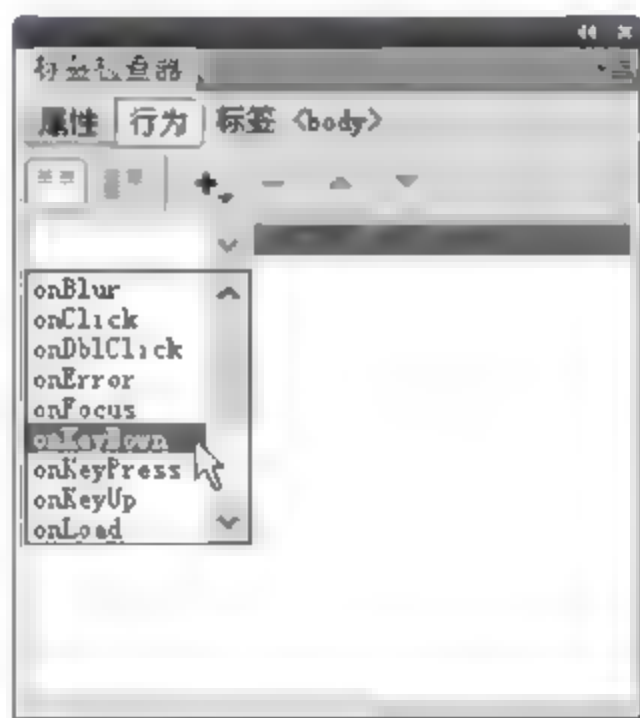 标签检查器
属性 行为 标签 <body>
onBlur
onClick
onDblClick
onError
onFocus
onKeyDown
onKeyPress
onKeyUp
onLoad